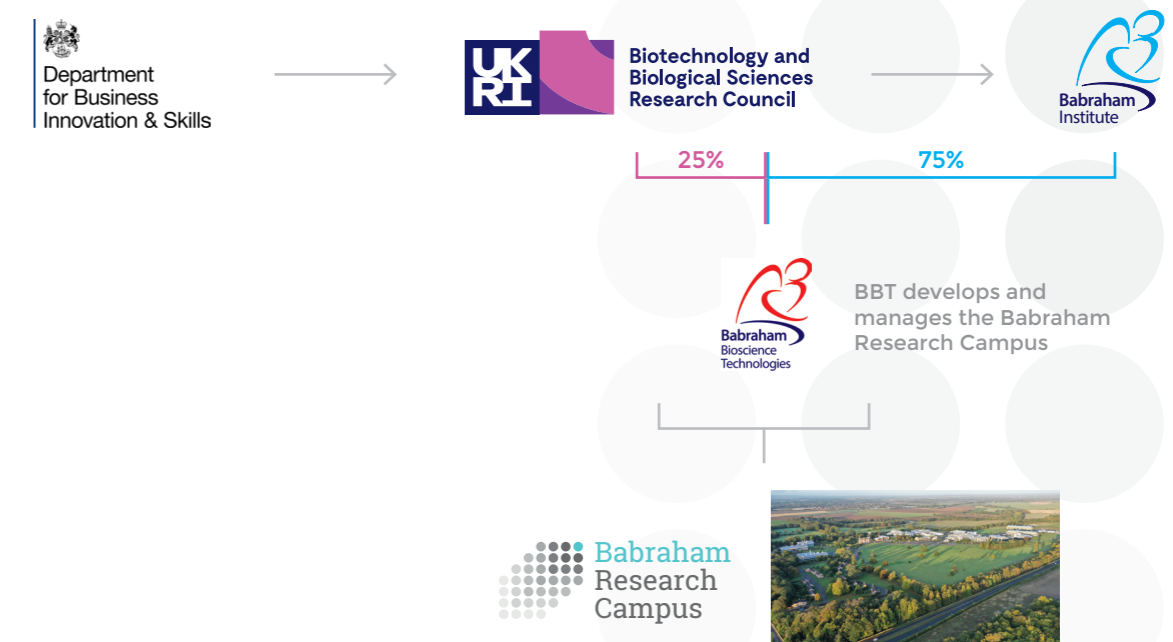 Department
for Business
Innovation & Skills
UK
RI
Biotechnology and
Biological Sciences
Research Council
Babraham
Institute
25%
75%
Babraham
Bioscience
Technologies
BBT develops and
manages the Babraham
Research Campus
Babraham
Research
Campus